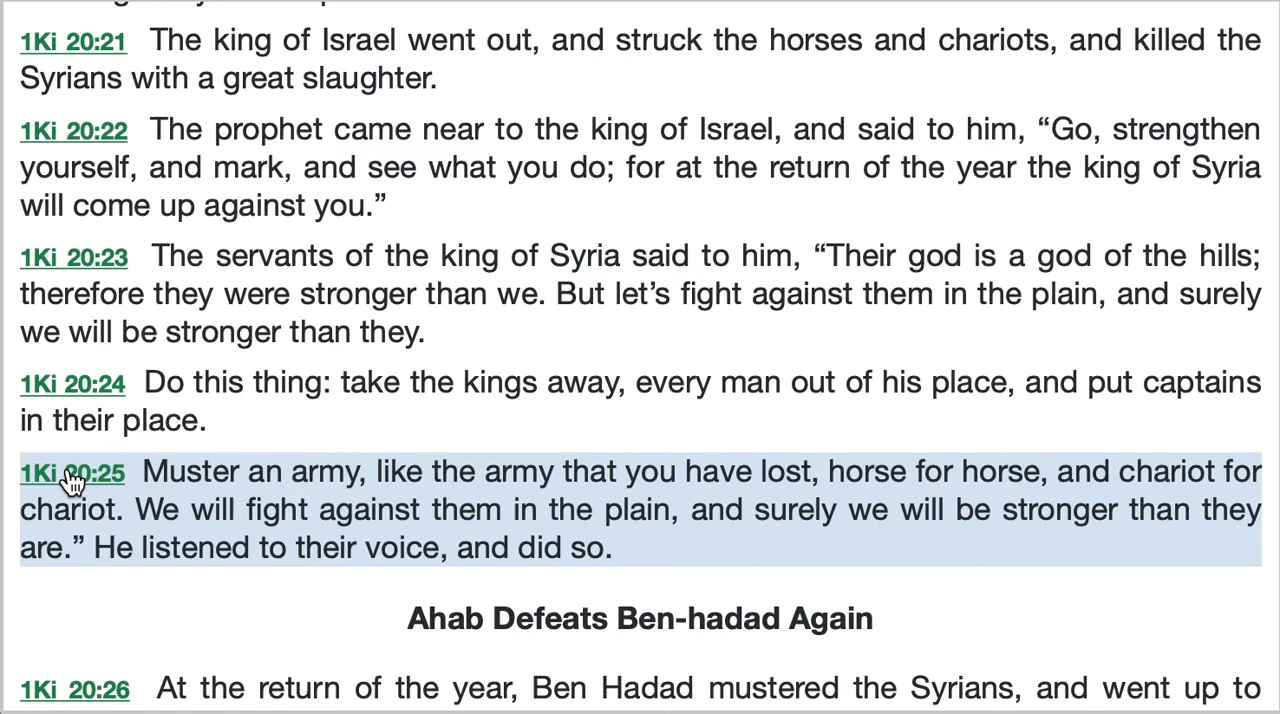 1Ki 20:21 The king of Israel went out, and struck the horses and chariots, and killed the
Syrians with a great slaughter.
1Ki 20:22 The prophet came near to the king of Israel, and said to him, “Go, strengthen
yourself, and mark, and see what you do; for at the return of the year the king of Syria
will come up against you.”
1Ki 20:23 The servants of the king of Syria said to him, “Their god is a god of the hills;
therefore they were stronger than we. But let’s fight against them in the plain, and surely
we will be stronger than they.
1Ki 20:24 Do this thing: take the kings away, every man out of his place, and put captains
in their place.
1Ki 20:25 Muster an army, like the army that you have lost, horse for horse, and chariot for
chariot. We will fight against them in the plain, and surely we will be stronger than they
are.” He listened to their voice, and did so.
Ahab Defeats Ben-hadad Again
1Ki 20:26 At the return of the year, Ben Hadad mustered the Syrians, and went up to